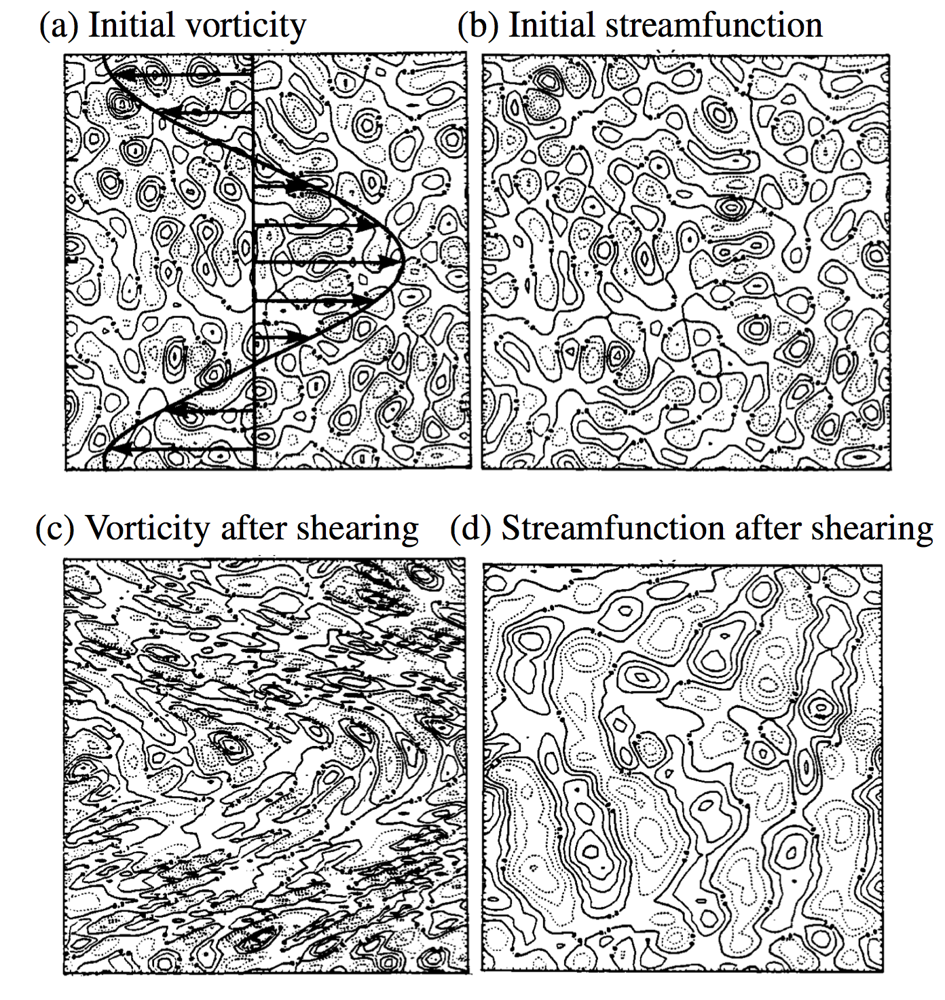 (a) Initial vorticity
(b) Initial streamfunction
(c) Vorticity after shearing
(d) Streamfunction after shearing